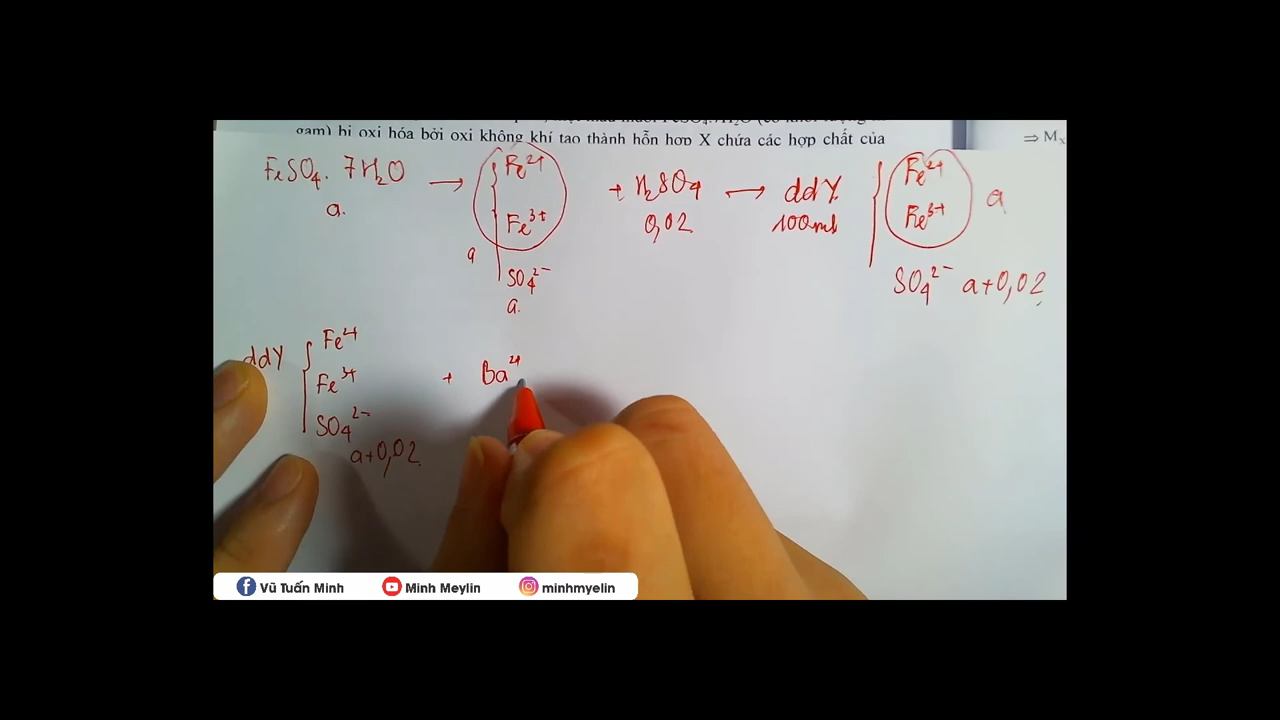 gam) bị oxi hóa bởi oxi không khí tạo thành hỗn hợp X chứa các hợp chất của
⇒ M
FeSO₄. 7H₂O → { Fe²⁺ + H₂SO₄ → ddY { Fe²⁺ a
a. Fe³⁺ 0,02 100ml Fe³⁺
a SO₄²⁻ SO₄²⁻ a+0,02
a.
ddY { Fe²⁺
Fe³⁺ + Ba²⁺
SO₄²⁻
a+0,02
Vũ Tuấn Minh Minh Meylin minhmyelin